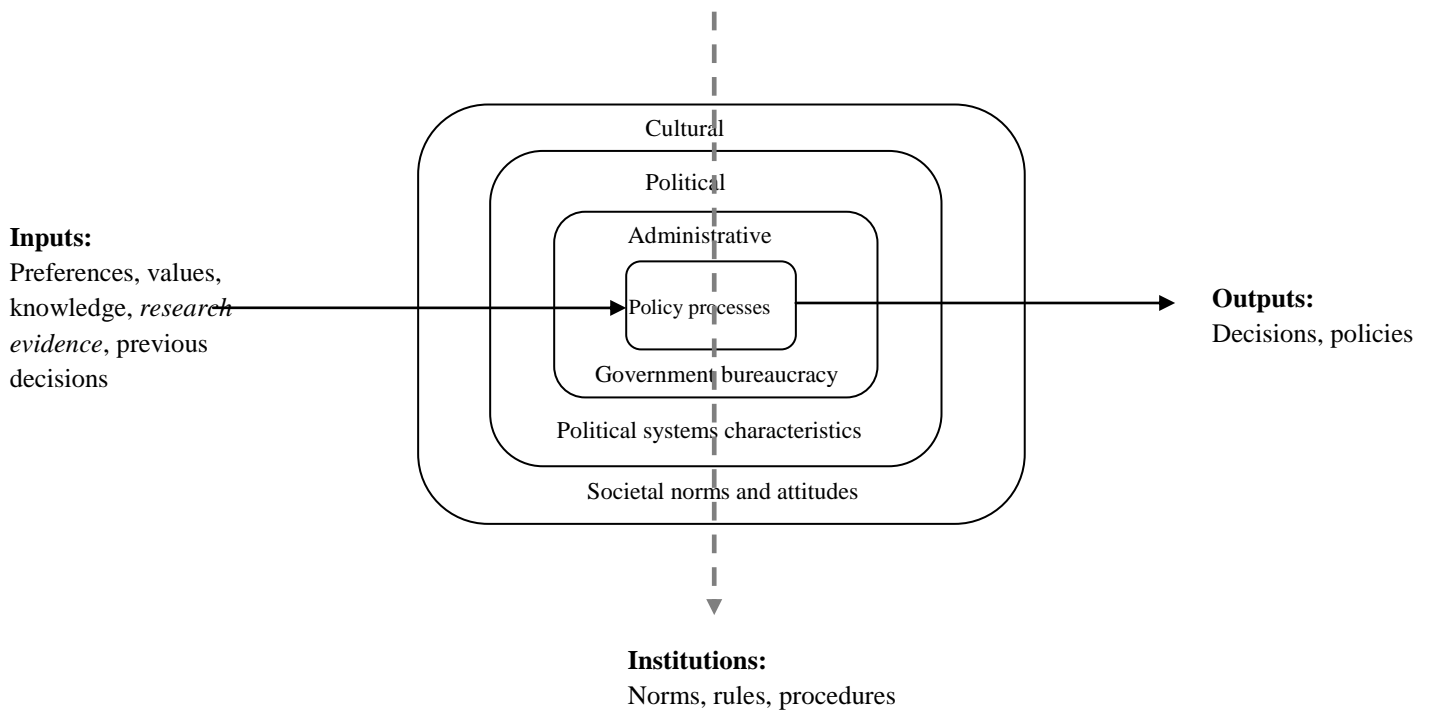 Cultural
Political
Administrative
Policy processes
Government bureaucracy
Political systems characteristics
Societal norms and attitudes
Inputs:
Preferences, values,
knowledge, research
evidence, previous
decisions
Outputs:
Decisions, policies
Institutions:
Norms, rules, procedures